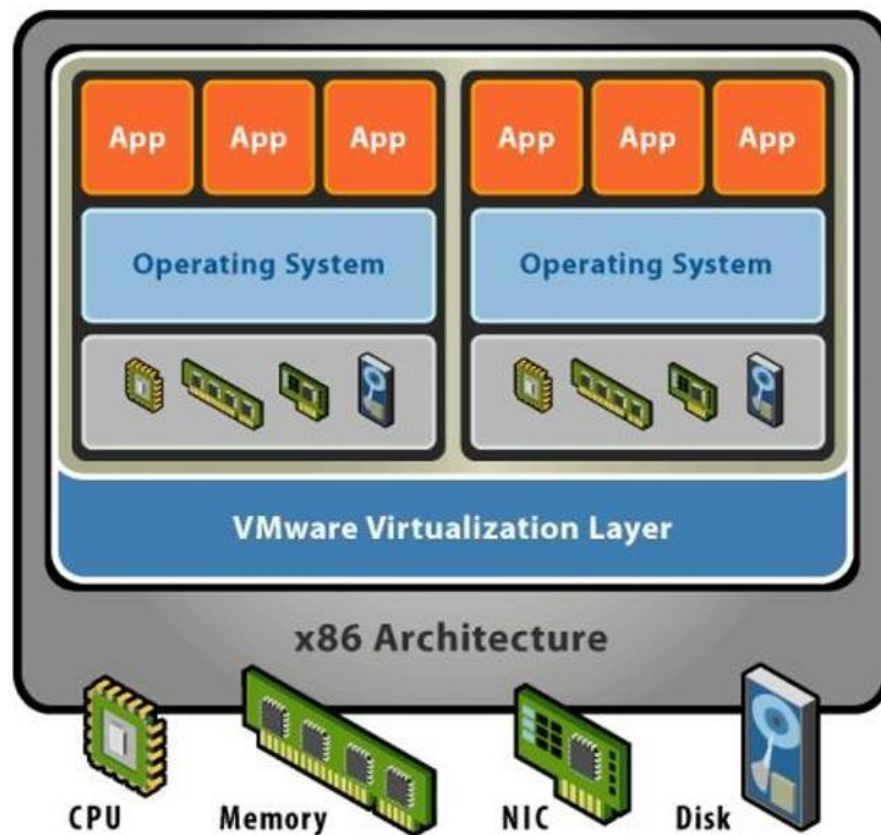 App App App App App App
Operating System Operating System
VMware Virtualization Layer
x86 Architecture
CPU Memory NIC Disk